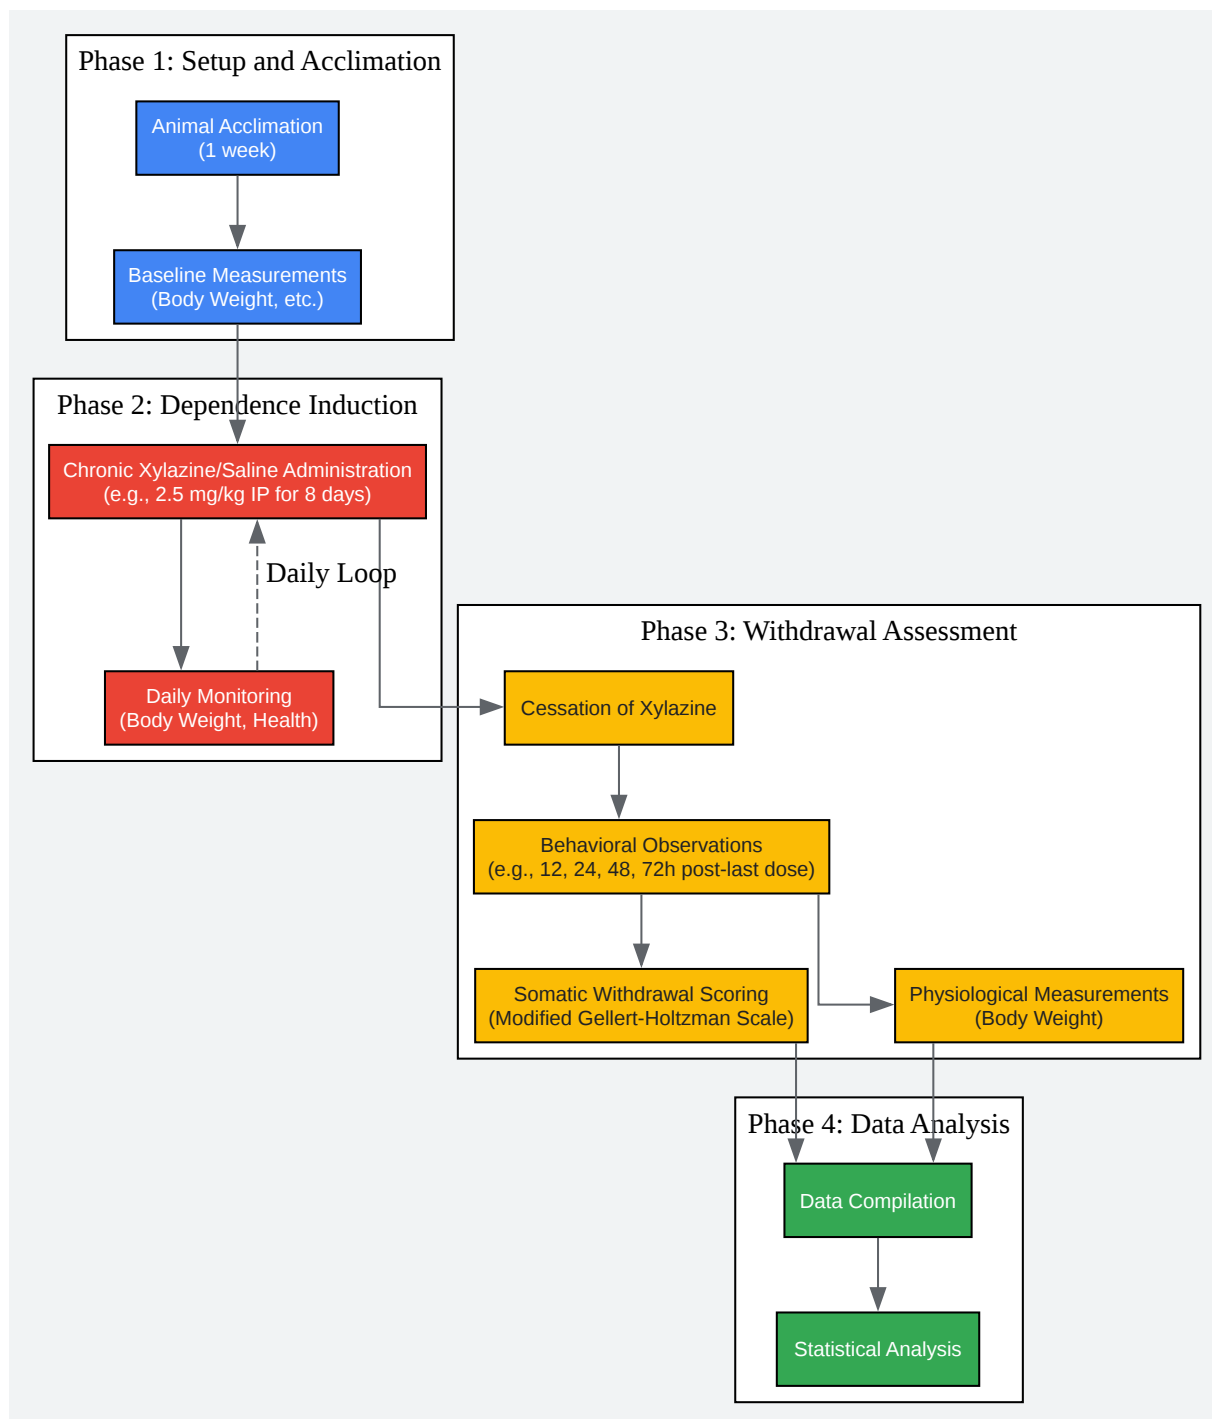 Phase 1: Setup and Acclimation
Animal Acclimation
(1 week)
Baseline Measurements
(Body Weight, etc.)
Phase 2: Dependence Induction
Chronic Xylazine/Saline Administration
(e.g., 2.5 mg/kg IP for 8 days)
Daily Loop
Daily Monitoring
(Body Weight, Health)
Phase 3: Withdrawal Assessment
Cessation of Xylazine
Behavioral Observations
(e.g., 12, 24, 48, 72h post-last dose)
Somatic Withdrawal Scoring
(Modified Gellert-Holtzman Scale)
Physiological Measurements
(Body Weight)
Phase 4: Data Analysis
Data Compilation
Statistical Analysis